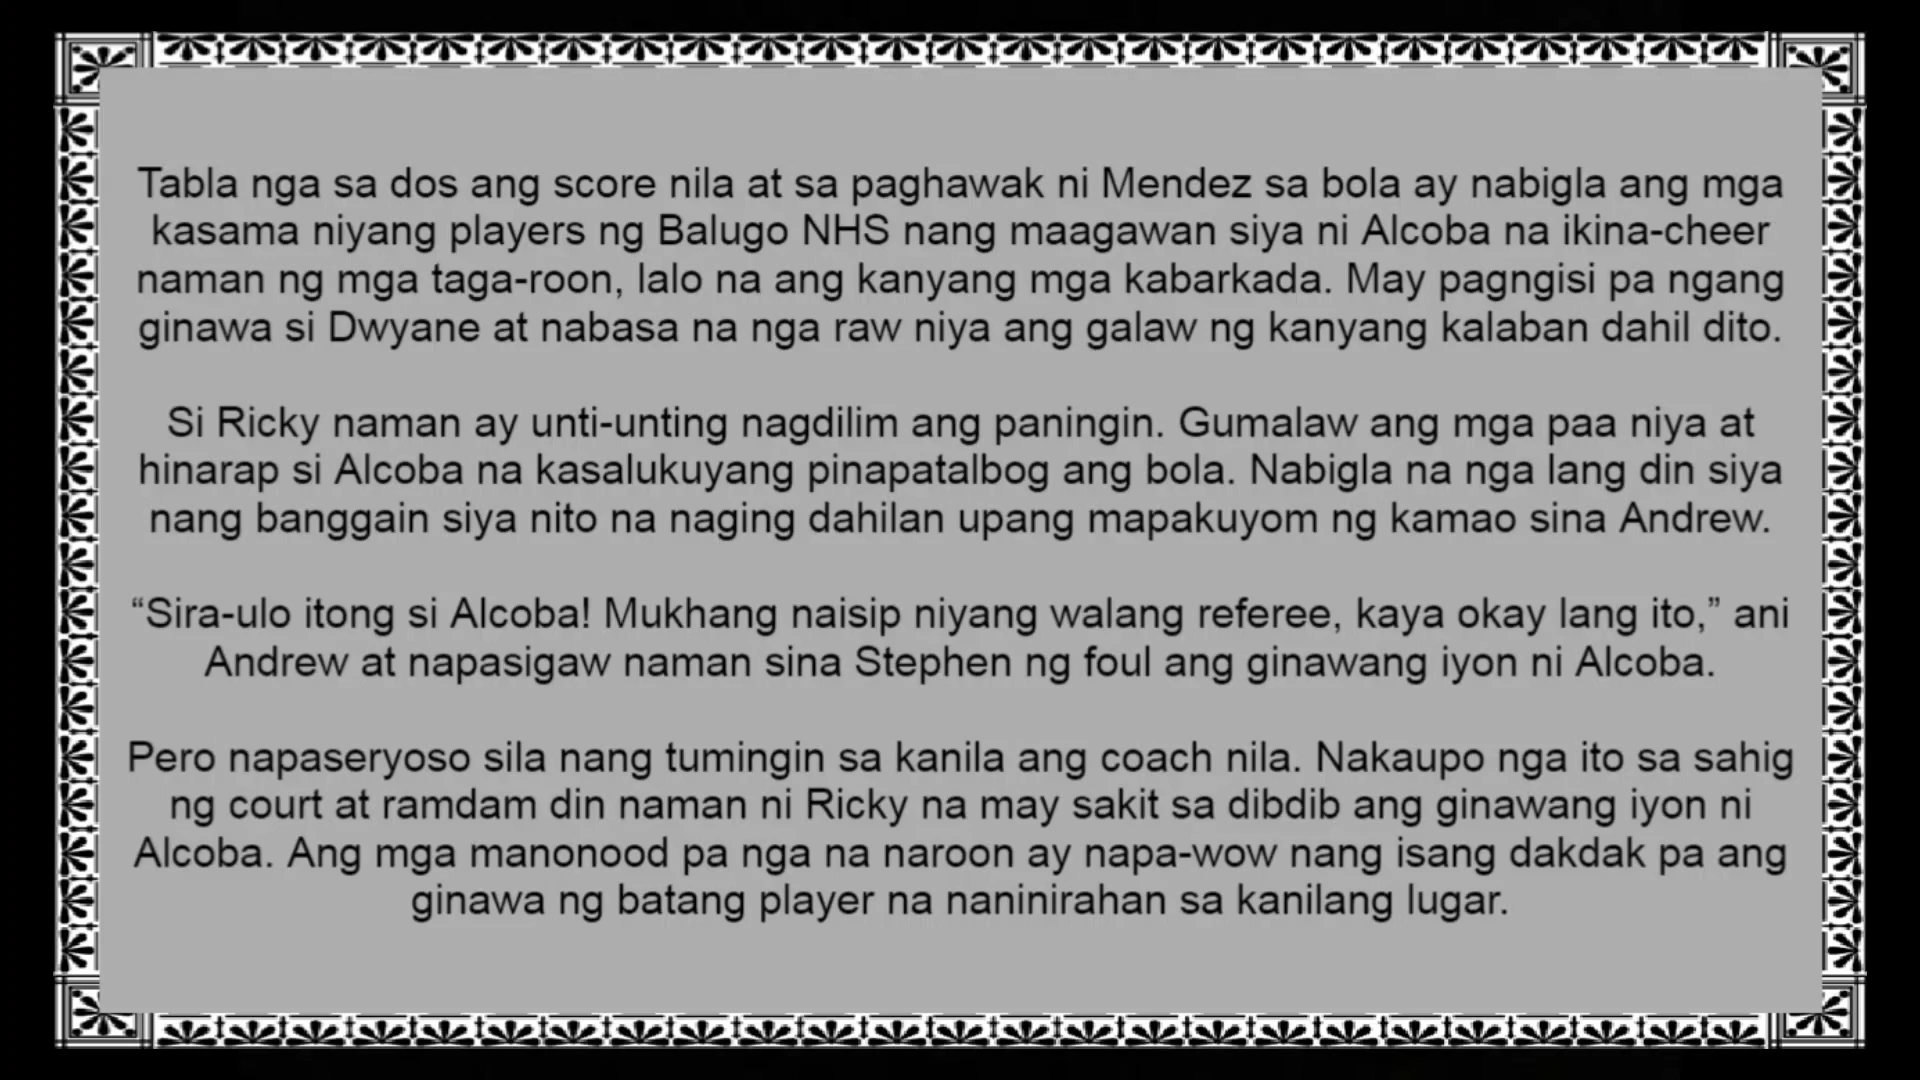 Tabla nga sa dos ang score nila at sa paghawak ni Mendez sa bola ay nabigla ang mga
kasama niyang players ng Balugo NHS nang maagawan siya ni Alcoba na ikina-cheer
naman ng mga taga-roon, lalo na ang kanyang mga kabarkada. May pagngisi pa ngang
ginawa si Dwyane at nabasa na nga raw niya ang galaw ng kanyang kalaban dahil dito.
Si Ricky naman ay unti-unting nagdilim ang paningin. Gumalaw ang mga paa niya at
hinarap si Alcoba na kasalukuyang pinapatalbog ang bola. Nabigla na nga lang din siya
nang banggain siya nito na naging dahilan upang mapakuyom ng kamao sina Andrew.
“Sira-ulo itong si Alcoba! Mukhang naisip niyang walang referee, kaya okay lang ito,” ani
Andrew at napasigaw naman sina Stephen ng foul ang ginawang iyon ni Alcoba.
Pero napaseryoso sila nang tumingin sa kanila ang coach nila. Nakaupo nga ito sa sahig
ng court at ramdam din naman ni Ricky na may sakit sa dibdib ang ginawang iyon ni
Alcoba. Ang mga manonood pa nga na naroon ay napa-wow nang isang dakdak pa ang
ginawa ng batang player na naninirahan sa kanilang lugar.